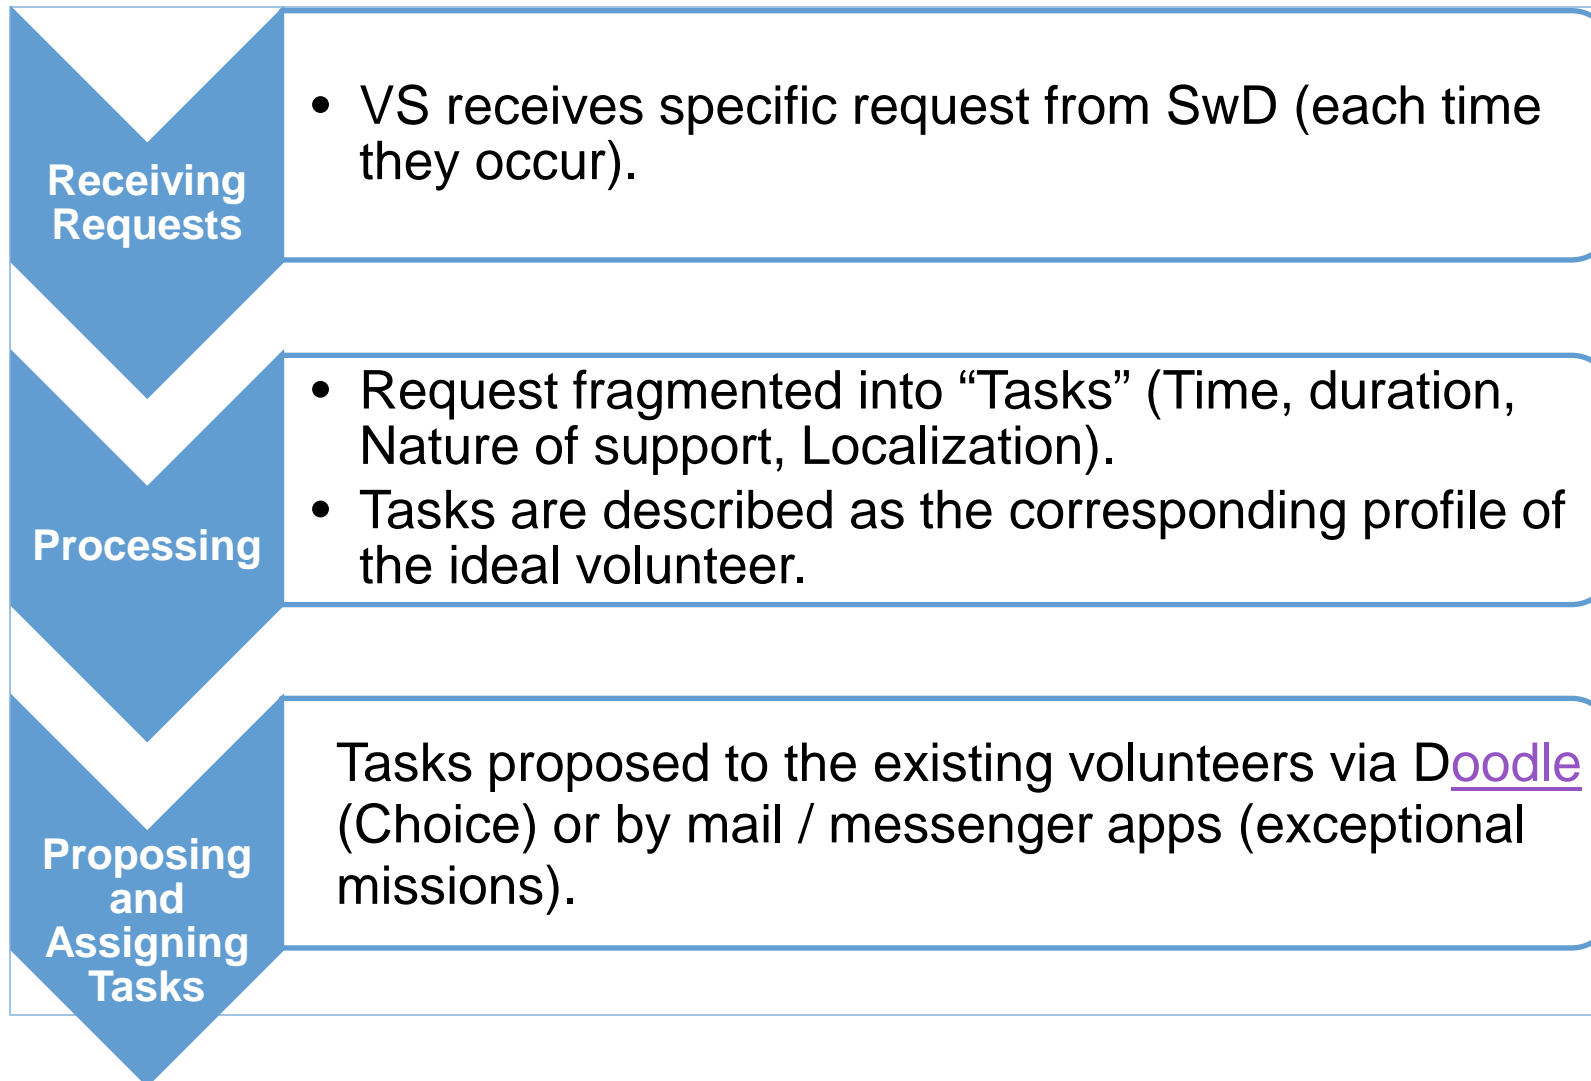 Receiving
Requests
• VS receives specific request from SwD (each time
they occur).
Processing
• Request fragmented into “Tasks” (Time, duration,
Nature of support, Localization).
• Tasks are described as the corresponding profile of
the ideal volunteer.
Proposing
and
Assigning
Tasks
Tasks proposed to the existing volunteers via Doodle
(Choice) or by mail / messenger apps (exceptional
missions).